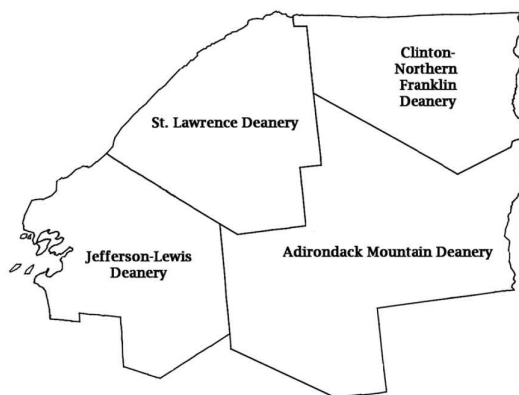 Clinton-
Northern
Franklin
Deanery
St. Lawrence Deanery
Jefferson-Lewis
Deanery
Adirondack Mountain Deanery